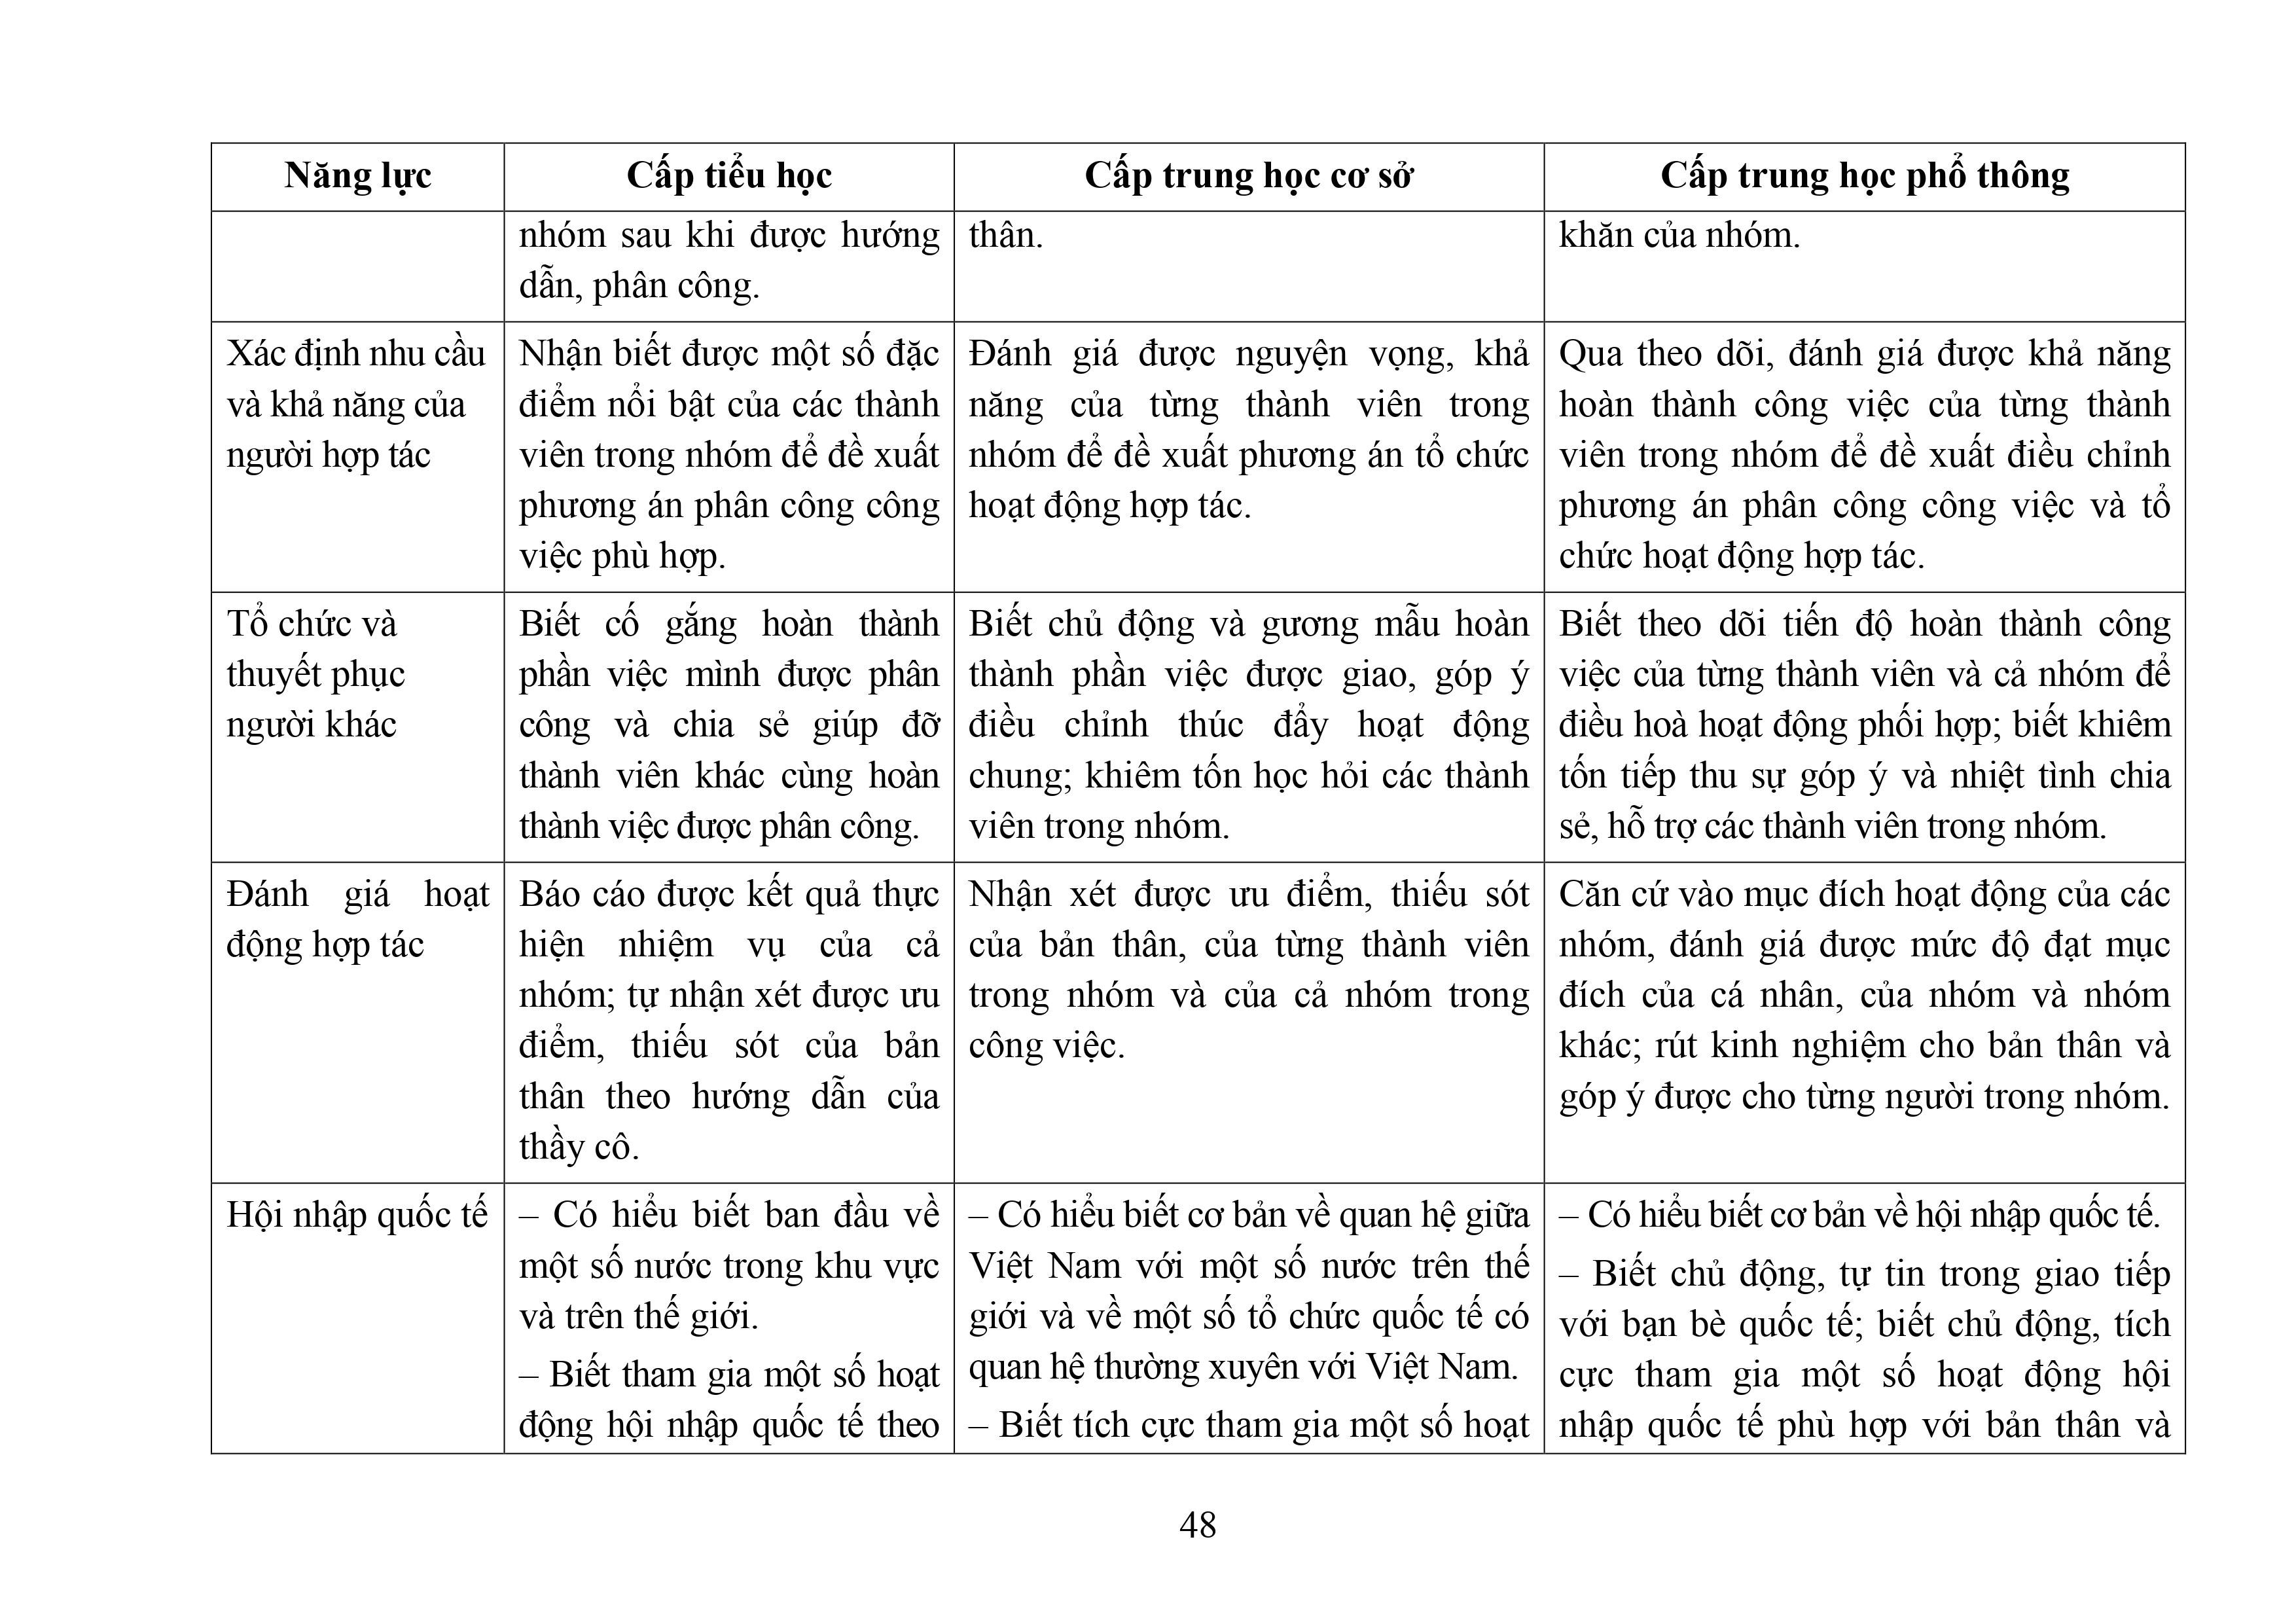 Năng lực
Cấp tiểu học
Cấp trung học cơ sở
Cấp trung học phổ thông
nhóm sau khi được hướng
dẫn, phân công.
thân.
khăn của nhóm.
Xác định nhu cầu
và khả năng của
người hợp tác
Nhận biết được một số đặc
điểm nổi bật của các thành
viên trong nhóm để đề xuất
phương án phân công công
việc phù hợp.
Đánh giá được nguyện vọng, khả
năng của từng thành viên trong
nhóm để đề xuất phương án tổ chức
hoạt động hợp tác.
Qua theo dõi, đánh giá được khả năng
hoàn thành công việc của từng thành
viên trong nhóm để đề xuất điều chỉnh
phương án phân công công việc và tổ
chức hoạt động hợp tác.
Tổ chức và
thuyết phục
người khác
Biết cố gắng hoàn thành
phần việc mình được phân
công và chia sẻ giúp đỡ
thành viên khác cùng hoàn
thành việc được phân công.
Biết chủ động và gương mẫu hoàn
thành phần việc được giao, góp ý
điều chỉnh thúc đẩy hoạt động
chung; khiêm tốn học hỏi các thành
viên trong nhóm.
Biết theo dõi tiến độ hoàn thành công
việc của từng thành viên và cả nhóm để
điều hoà hoạt động phối hợp; biết khiêm
tốn tiếp thu sự góp ý và nhiệt tình chia
sẻ, hỗ trợ các thành viên trong nhóm.
Đánh giá hoạt
động hợp tác
Báo cáo được kết quả thực
hiện nhiệm vụ của cả
nhóm; tự nhận xét được ưu
điểm, thiếu sót của bản
thân theo hướng dẫn của
thầy cô.
Nhận xét được ưu điểm, thiếu sót
của bản thân, của từng thành viên
trong nhóm và của cả nhóm trong
công việc.
Căn cứ vào mục đích hoạt động của các
nhóm, đánh giá được mức độ đạt mục
đích của cá nhân, của nhóm và nhóm
khác; rút kinh nghiệm cho bản thân và
góp ý được cho từng người trong nhóm.
Hội nhập quốc tế
– Có hiểu biết ban đầu về
một số nước trong khu vực
và trên thế giới.
– Biết tham gia một số hoạt
động hội nhập quốc tế theo
– Có hiểu biết cơ bản về quan hệ giữa
Việt Nam với một số nước trên thế
giới và về một số tổ chức quốc tế có
quan hệ thường xuyên với Việt Nam.
– Biết tích cực tham gia một số hoạt
– Có hiểu biết cơ bản về hội nhập quốc tế.
– Biết chủ động, tự tin trong giao tiếp
với bạn bè quốc tế; biết chủ động, tích
cực tham gia một số hoạt động hội
nhập quốc tế phù hợp với bản thân và
48